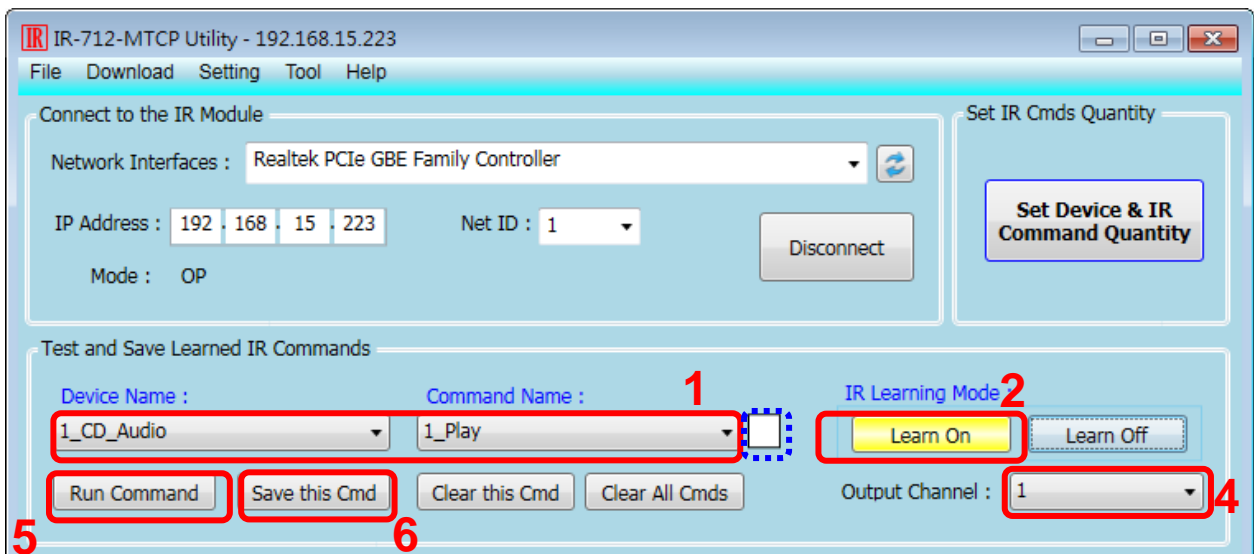 IR IR-712-MTCP Utility - 192.168.15.223
File Download Setting Tool Help
Connect to the IR Module
Network Interfaces : Realtek PCIe GBE Family Controller
IP Address : 192 . 168 . 15 . 223 Net ID : 1
Disconnect
Mode : OP
Set IR Cmds Quantity
Set Device & IR
Command Quantity
Test and Save Learned IR Commands
Device Name : Command Name : 1 IR Learning Mode : 2
1_CD_Audio 1_Play Learn On Learn Off
Run Command Save this Cmd Clear this Cmd Clear All Cmds Output Channel : 1 4
5 6